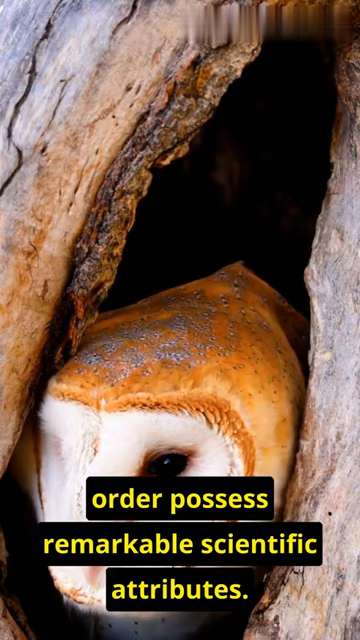 order possess
remarkable scientific
attributes.